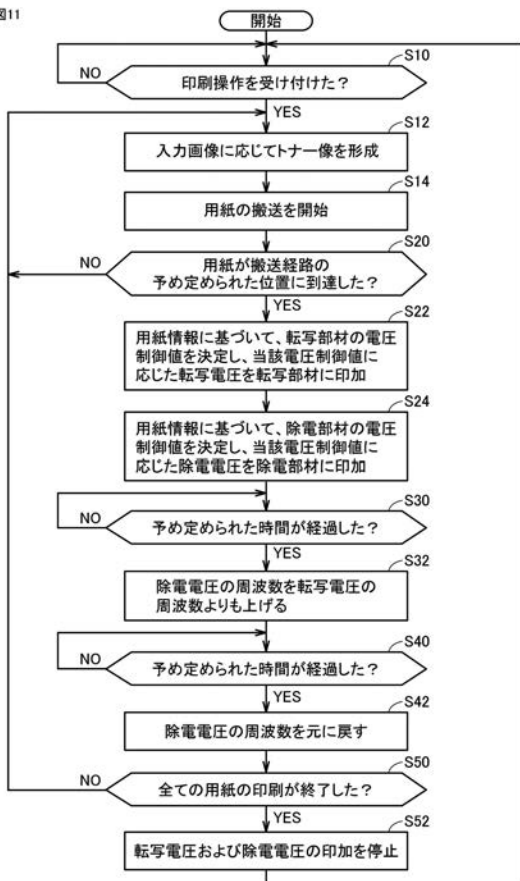 図11
開始
S10
NO
印刷操作を受け付けた？
YES
S12
入力画像に応じてトナー像を形成
S14
用紙の搬送を開始
S20
NO
用紙が搬送経路の
予め定められた位置に到達した？
YES
S22
用紙情報に基づいて、転写部材の電圧
制御値を決定し、当該電圧制御値に
応じた転写電圧を転写部材に印加
S24
用紙情報に基づいて、除電部材の電圧
制御値を決定し、当該電圧制御値に
応じた除電電圧を除電部材に印加
S30
NO
予め定められた時間が経過した？
YES
S32
除電電圧の周波数を転写電圧の
周波数よりも上げる
S40
NO
予め定められた時間が経過した？
YES
S42
除電電圧の周波数を元に戻す
S50
NO
全ての用紙の印刷が終了した？
YES
S52
転写電圧および除電電圧の印加を停止